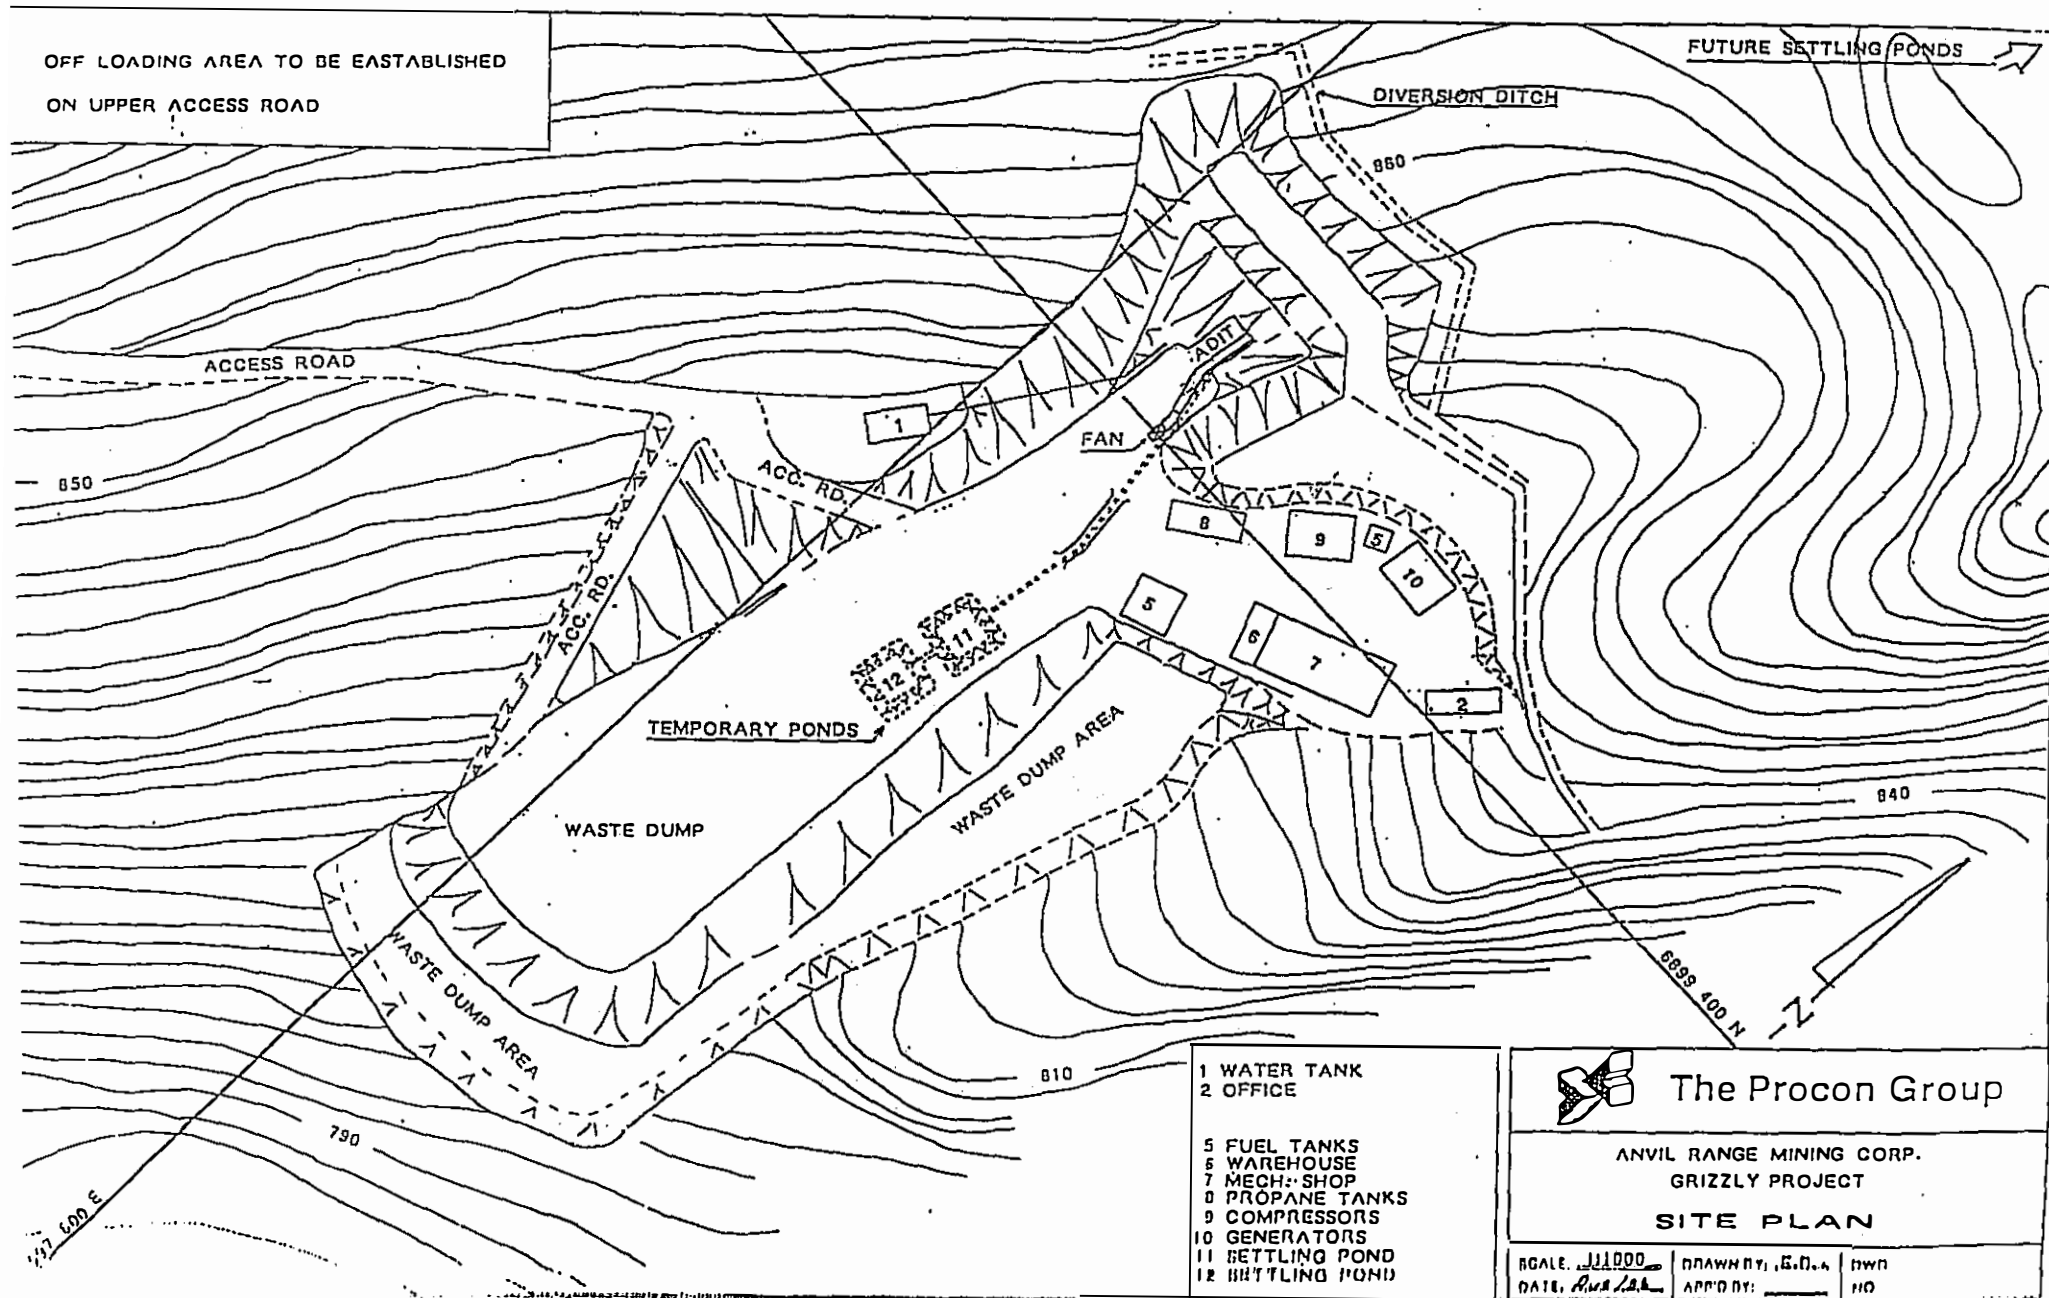 OFF LOADING AREA TO BE EASTABLISHED
ON UPPER ACCESS ROAD
FUTURE SETTLING PONDS
DIVERSION DITCH
860
ACCESS ROAD
ADIT
1
FAN
850
ACC. RD.
8
9
5
10
ACC. RD.
5
6
7
11
12
2
TEMPORARY PONDS
WASTE DUMP AREA
WASTE DUMP
840
WASTE DUMP AREA
6899 400 N
N
810
790
600 E
1 WATER TANK
2 OFFICE
5 FUEL TANKS
6 WAREHOUSE
7 MECH. SHOP
8 PROPANE TANKS
9 COMPRESSORS
10 GENERATORS
11 SETTLING POND
12 SETTLING POND
The Procon Group
ANVIL RANGE MINING CORP.
GRIZZLY PROJECT
SITE PLAN
SCALE. 1:1000
DRAWN BY:
DWG
DATE.
APP'D BY:
NO